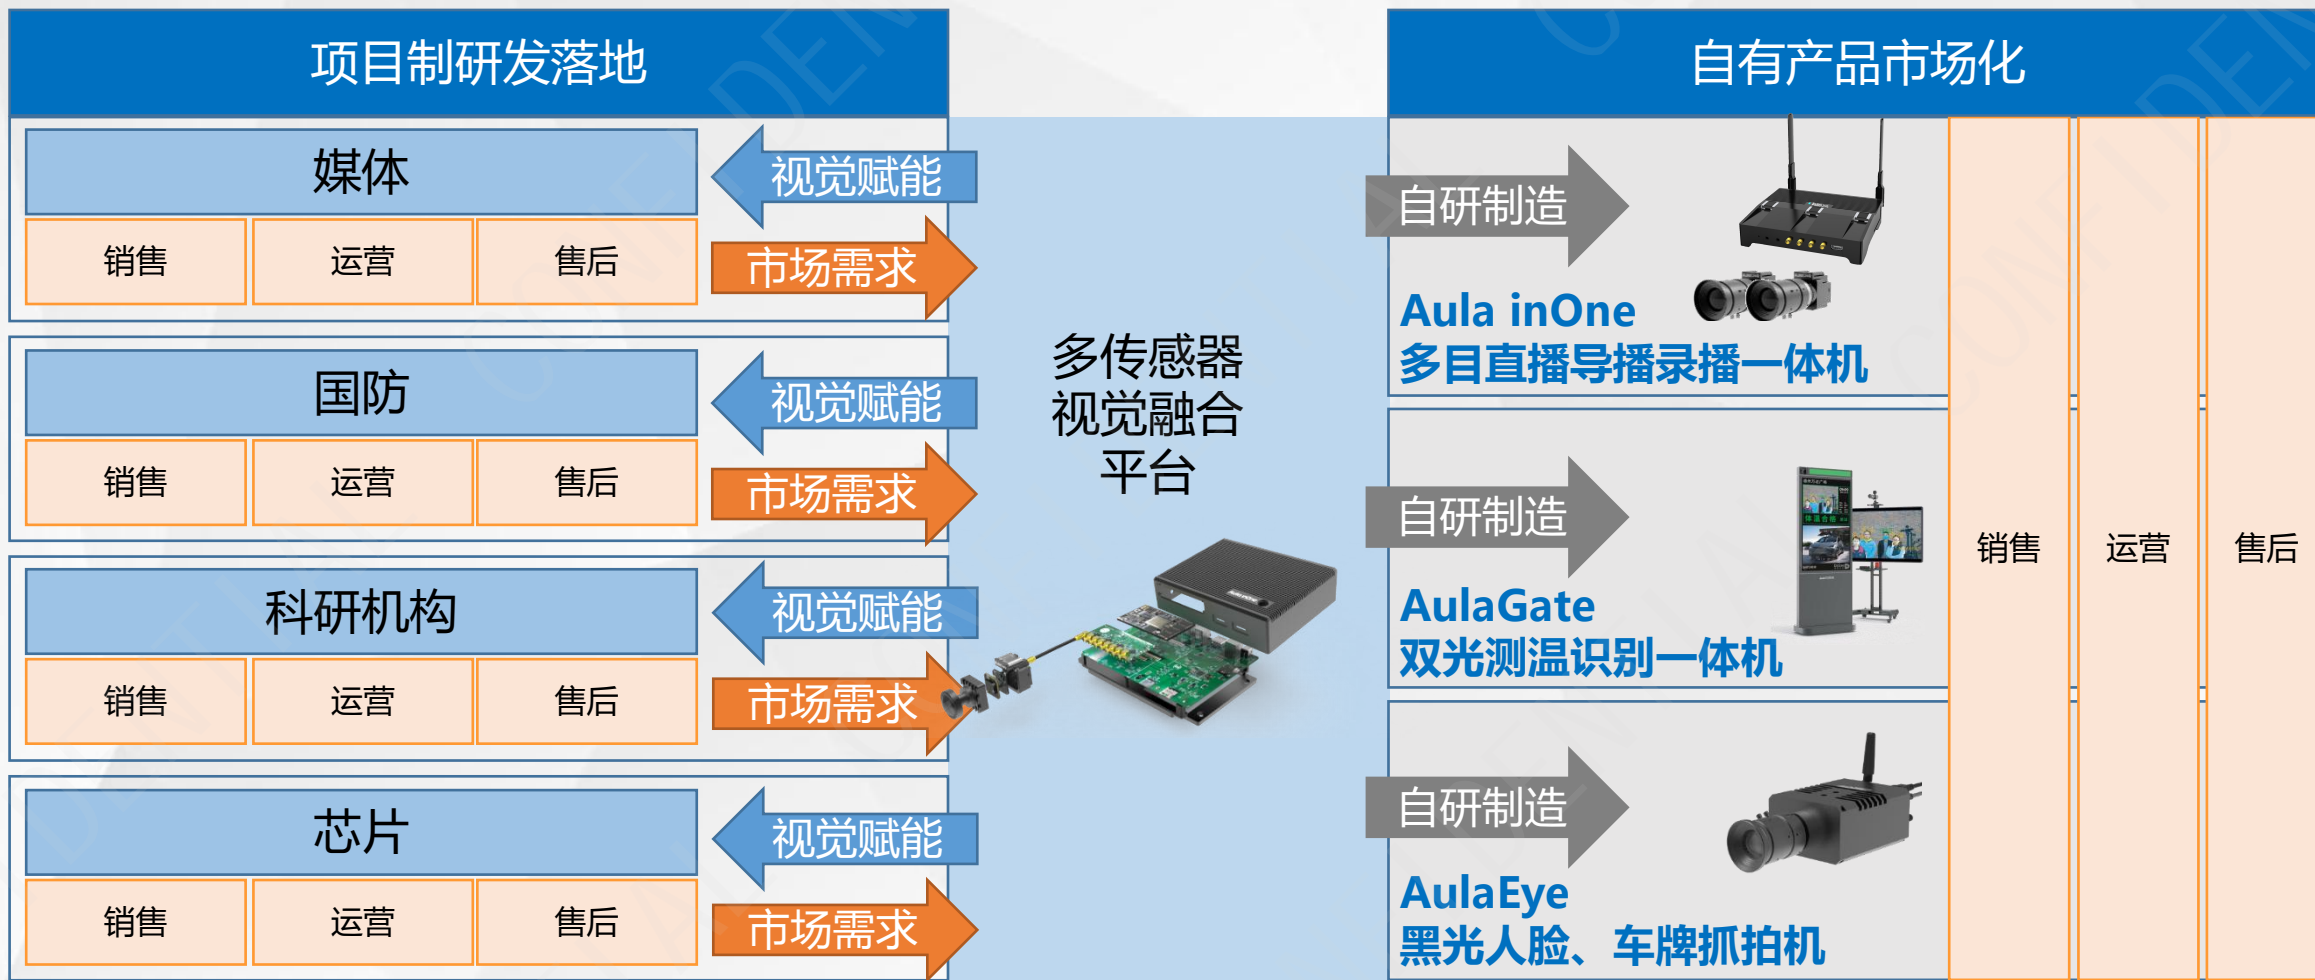 项目制研发落地
媒体
销售
运营
售后
视觉赋能
市场需求
国防
销售
运营
售后
视觉赋能
市场需求
科研机构
销售
运营
售后
视觉赋能
市场需求
芯片
销售
运营
售后
视觉赋能
市场需求
多传感器
视觉融合
平台
自有产品市场化
自研制造
Aula inOne
多目直播导播录播一体机
自研制造
AulaGate
双光测温识别一体机
自研制造
AulaEye
黑光人脸、车牌抓拍机
销售
运营
售后